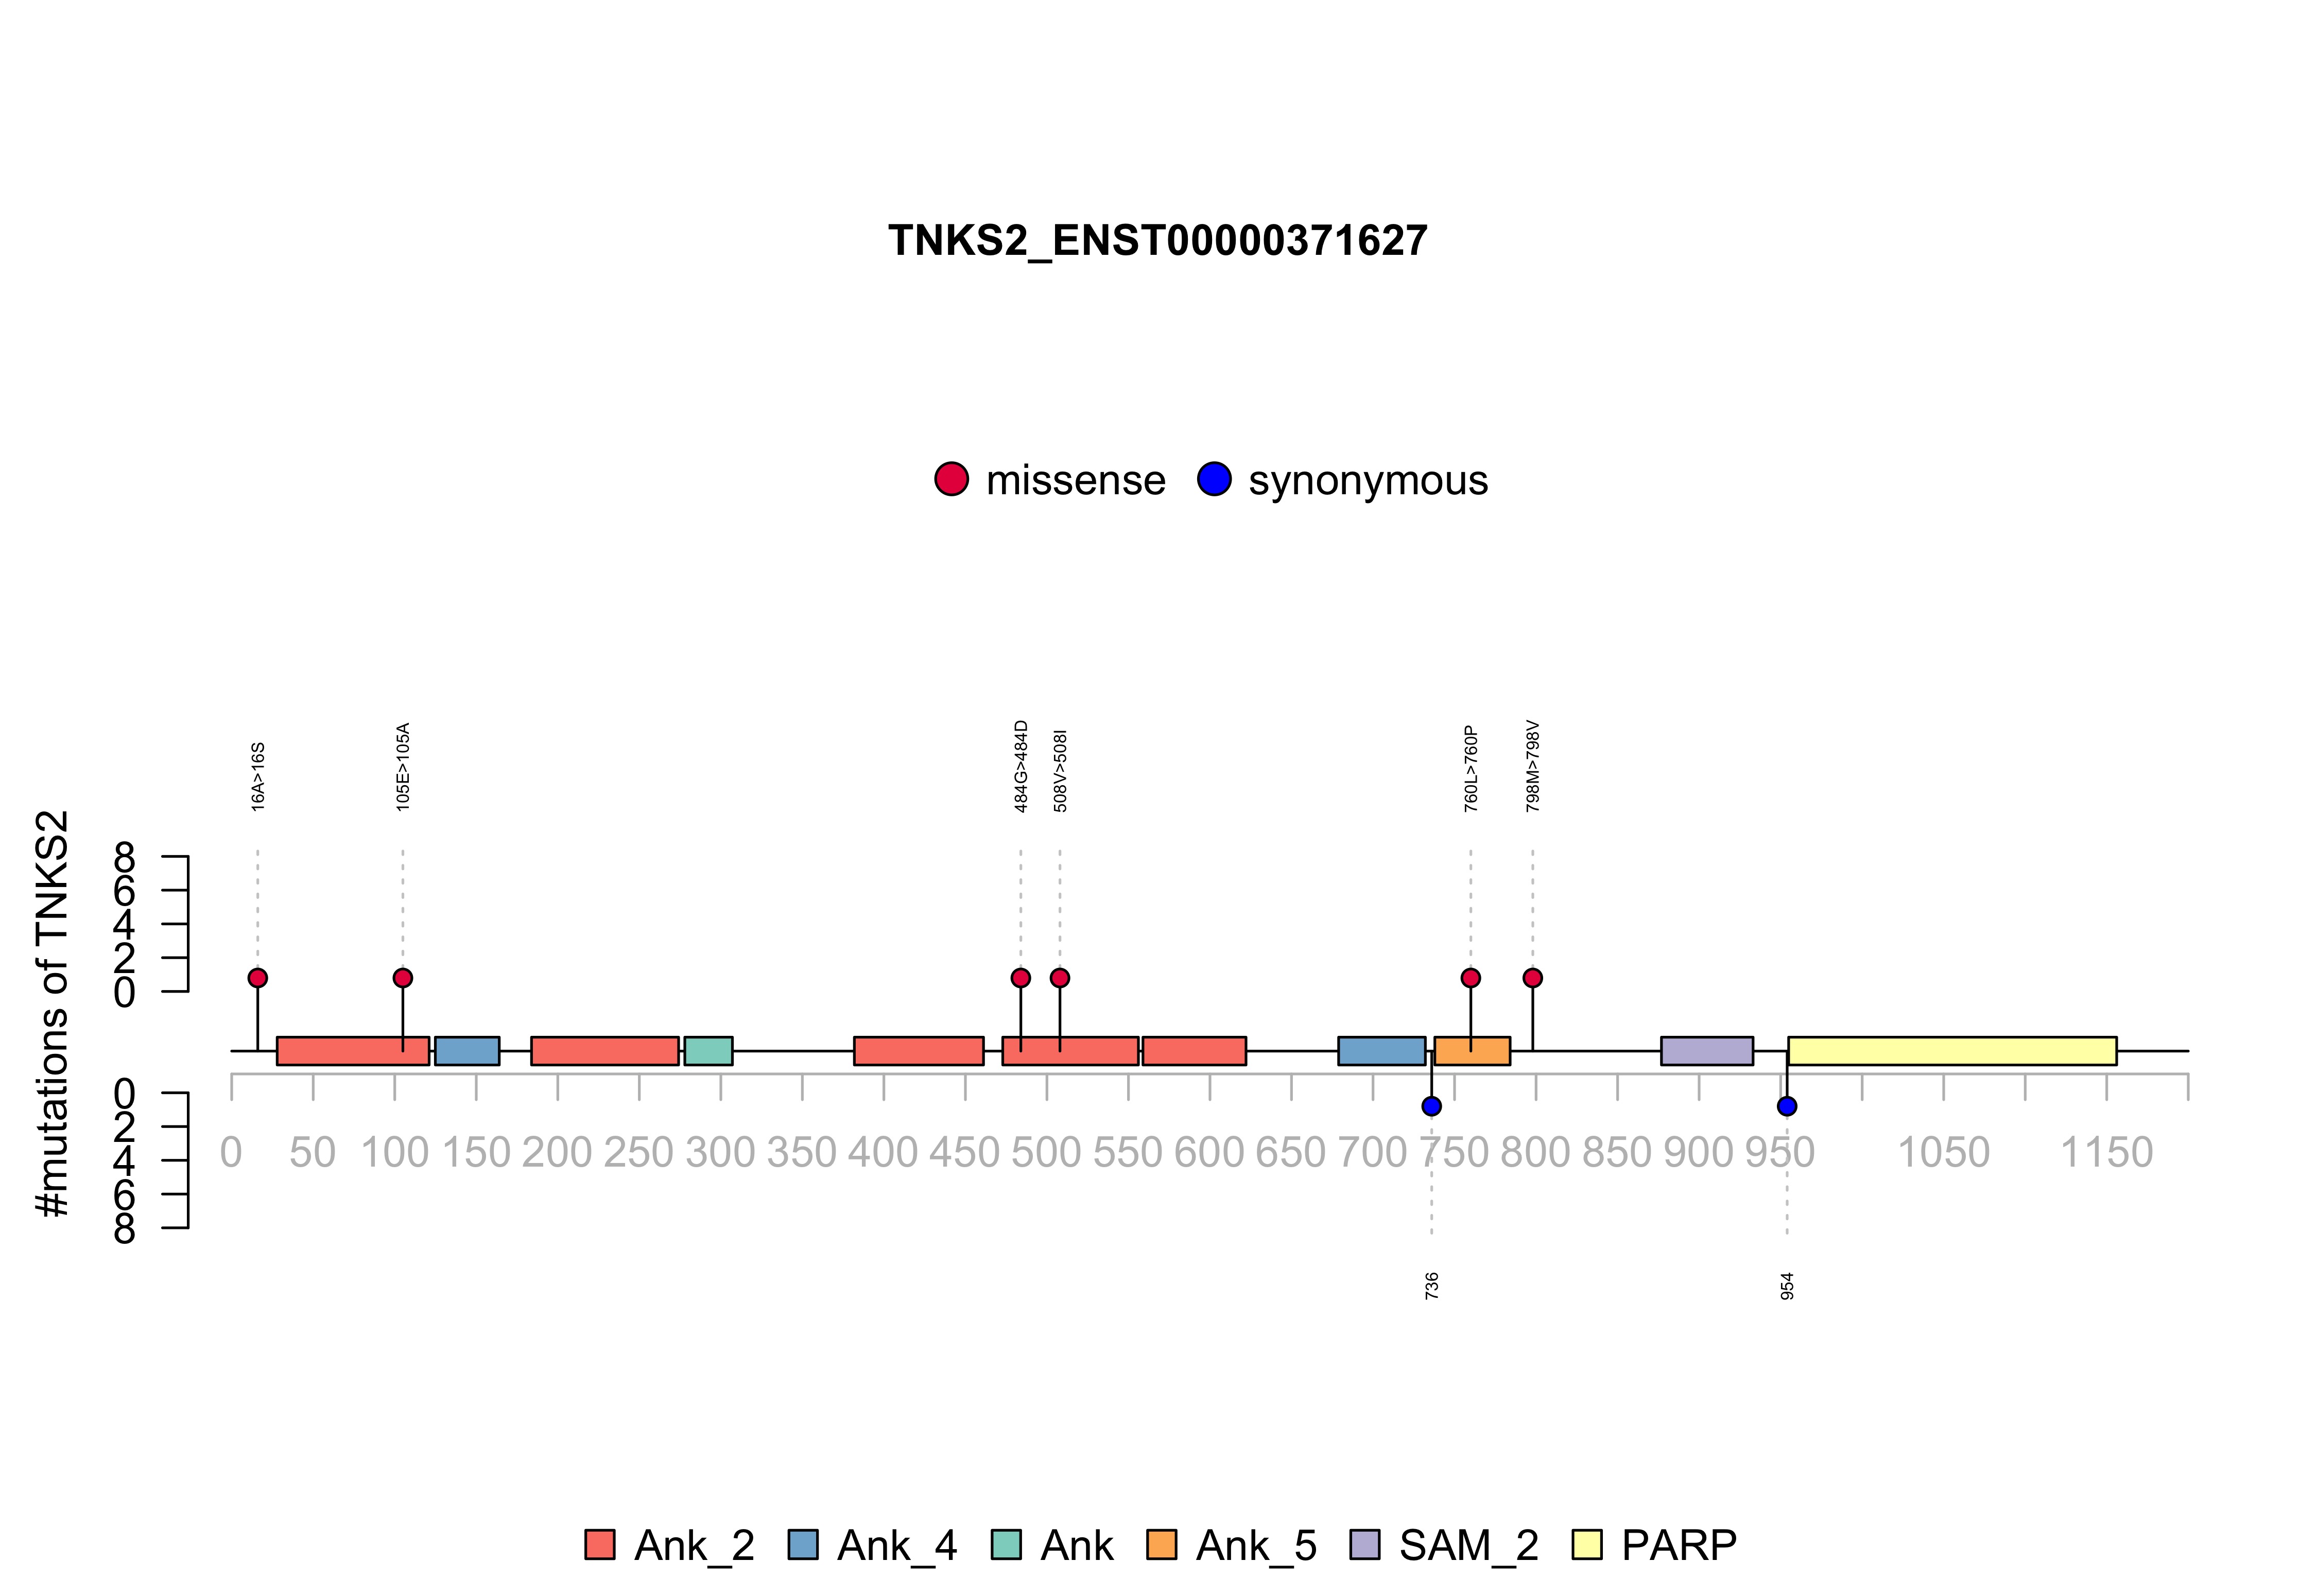 TNKS2_ENST00000371627
missense synonymous
16A>16S
105E>105A
484G>484D
508V>508I
760L>760P
798M>798V
#mutations of TNKS2
8
6
4
2
0
0
2
4
6
8
0 50 100 150 200 250 300 350 400 450 500 550 600 650 700 750 800 850 900 950 1050 1150
736
954
Ank_2 Ank_4 Ank Ank_5 SAM_2 PARP